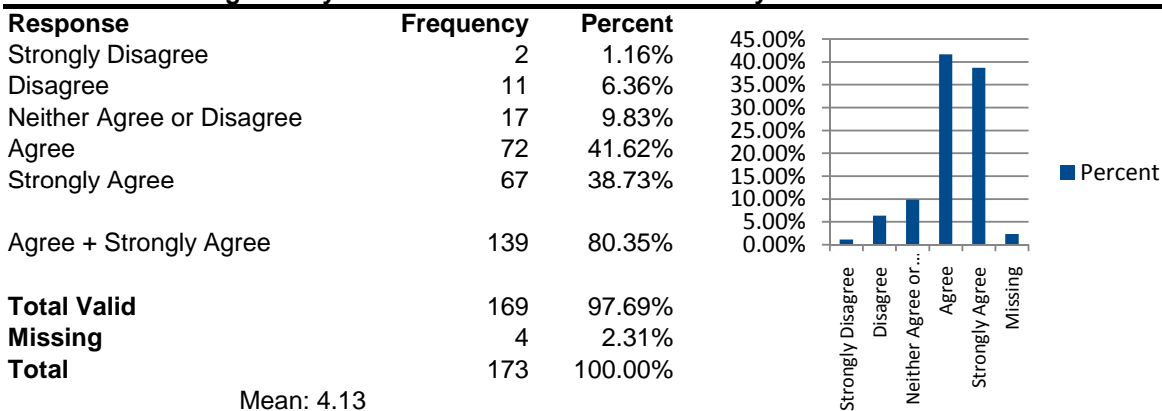 Response Frequency Percent
Strongly Disagree 2 1.16%
Disagree 11 6.36%
Neither Agree or Disagree 17 9.83%
Agree 72 41.62%
Strongly Agree 67 38.73%
Agree + Strongly Agree 139 80.35%
Total Valid 169 97.69%
Missing 4 2.31%
Total 173 100.00%
Mean: 4.13
45.00%
40.00%
35.00%
30.00%
25.00%
20.00%
15.00%
10.00%
5.00%
0.00%
Strongly Disagree
Disagree
Neither Agree or...
Agree
Strongly Agree
Missing
Percent